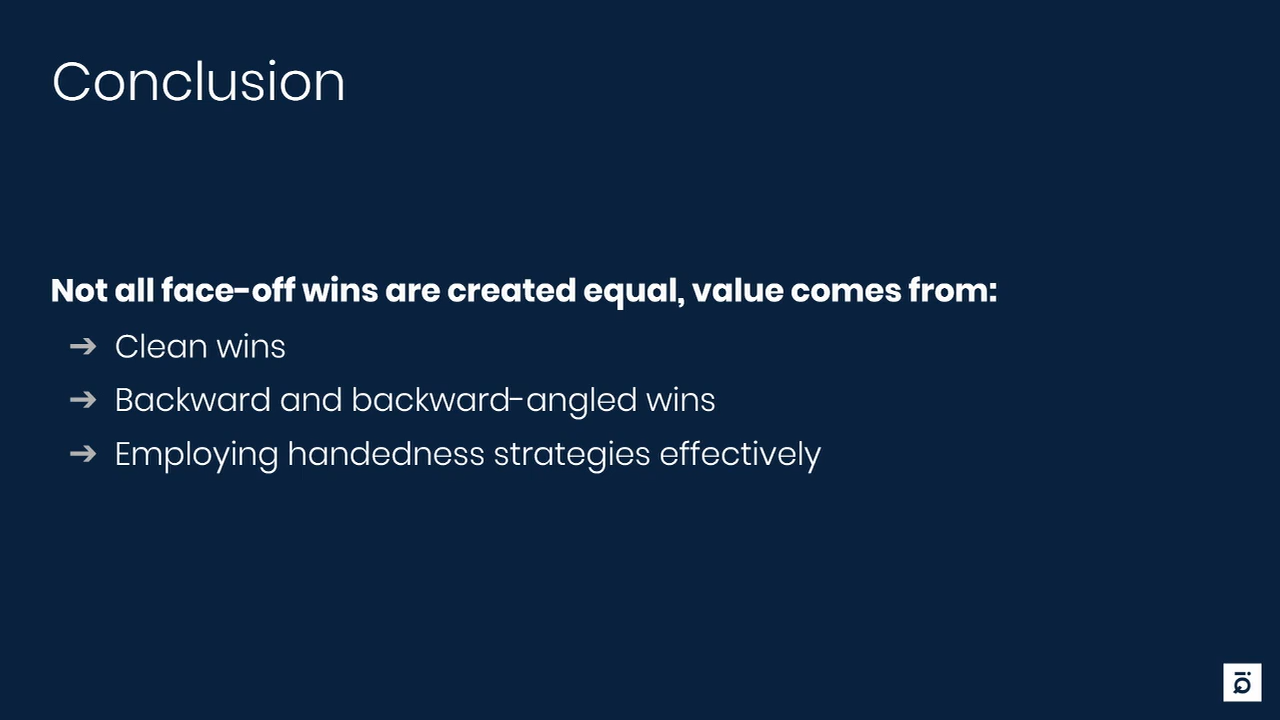 Conclusion
Not all face-off wins are created equal, value comes from:
➔ Clean wins
➔ Backward and backward-angled wins
➔ Employing handedness strategies effectively